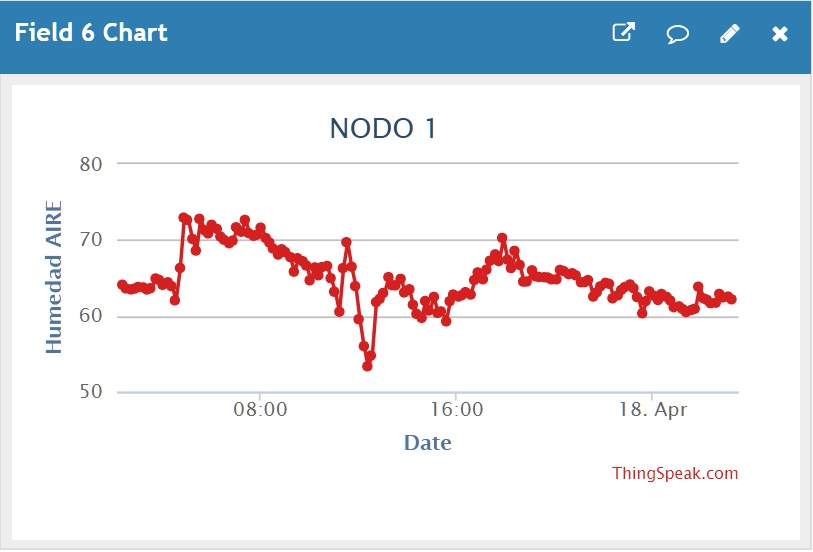 Field 6 Chart
NODO 1
Humedad AIRE
80
70
60
50
08:00
16:00
18. Apr
Date
ThingSpeak.com